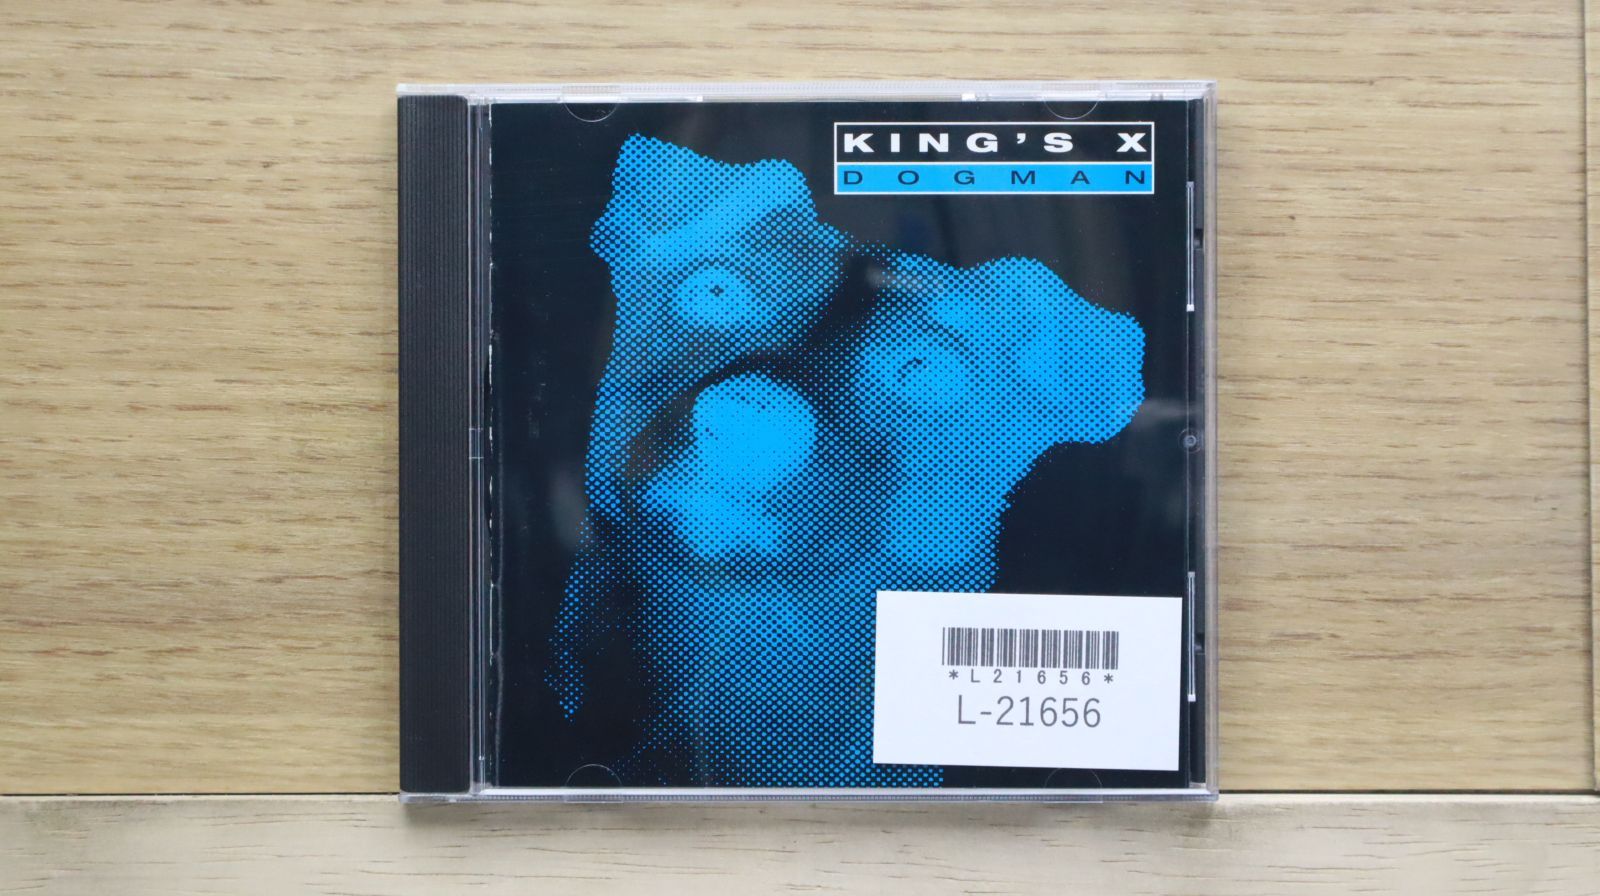 KING'S X
DOGMAN
*L21656*
L-21656